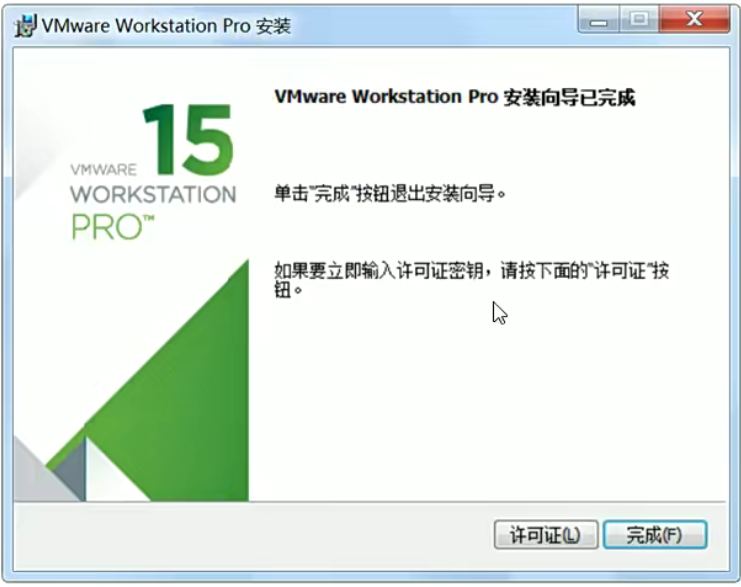 VMware Workstation Pro 安装
VMware Workstation Pro 安装向导已完成
15
VMWARE
WORKSTATION
PRO™
单击"完成"按钮退出安装向导。
如果要立即输入许可证密钥，请按下面的"许可证"按
钮。
许可证(L)
完成(F)